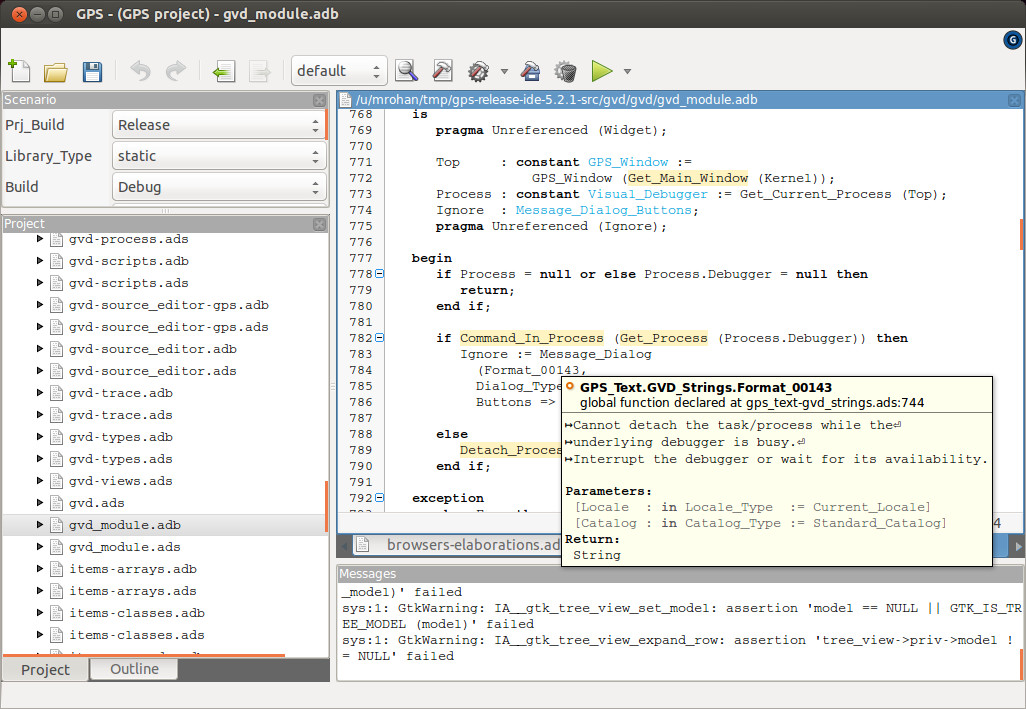 GPS - (GPS project) - gvd_module.adb
G
default
Scenario
Prj_Build Release
Library_Type static
Build Debug
Project
gvd-process.ads
gvd-scripts.adb
gvd-scripts.ads
gvd-source_editor-gps.adb
gvd-source_editor-gps.ads
gvd-source_editor.adb
gvd-source_editor.ads
gvd-trace.adb
gvd-trace.ads
gvd-types.adb
gvd-types.ads
gvd-views.ads
gvd.ads
gvd_module.adb
gvd_module.ads
items-arrays.adb
items-arrays.ads
items-classes.adb
items-classes.ads
Project Outline
/u/mrohan/tmp/gps-release-ide-5.2.1-src/gvd/gvd/gvd_module.adb
768 is
769 pragma Unreferenced (Widget);
770
771 Top : constant GPS_Window :=
772 GPS_Window (Get_Main_Window (Kernel));
773 Process : constant Visual_Debugger := Get_Current_Process (Top);
774 Ignore : Message_Dialog_Buttons;
775 pragma Unreferenced (Ignore);
776
777 begin
778 if Process = null or else Process.Debugger = null then
779 return;
780 end if;
781
782 if Command_In_Process (Get_Process (Process.Debugger)) then
783 Ignore := Message_Dialog
784 (Format_00143,
785 Dialog_Type
786 Buttons =>
787
788 else
789 Detach_Proces
790 end if;
791
792 exception
GPS_Text.GVD_Strings.Format_00143
global function declared at gps_text-gvd_strings.ads:744
↦Cannot detach the task/process while the⏎
↦underlying debugger is busy.⏎
↦Interrupt the debugger or wait for its availability.
Parameters:
[Locale : in Locale_Type := Current_Locale]
[Catalog : in Catalog_Type := Standard_Catalog]
Return:
String
4
browsers-elaborations.ad
Messages
_model)' failed
sys:1: GtkWarning: IA__gtk_tree_view_set_model: assertion 'model == NULL || GTK_IS_TR
EE_MODEL (model)' failed
sys:1: GtkWarning: IA__gtk_tree_view_expand_row: assertion 'tree_view->priv->model !
= NULL' failed